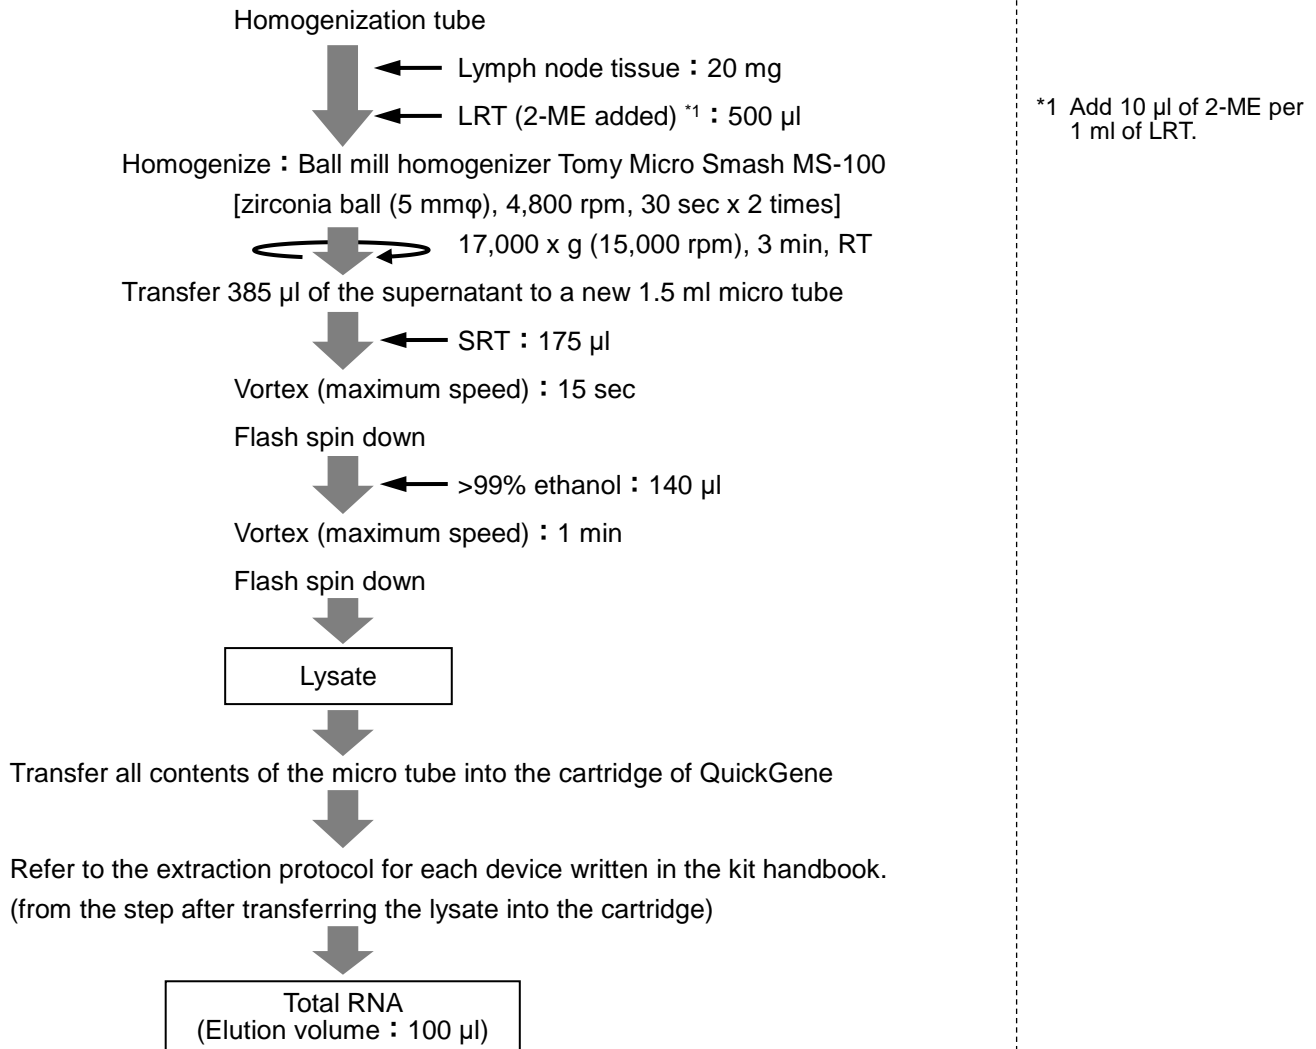 Homogenization tube
Lymph node tissue：20 mg
LRT (2-ME added) *1：500 µl
*1 Add 10 µl of 2-ME per
1 ml of LRT.
Homogenize：Ball mill homogenizer Tomy Micro Smash MS-100
[zirconia ball (5 mmφ), 4,800 rpm, 30 sec x 2 times]
17,000 x g (15,000 rpm), 3 min, RT
Transfer 385 µl of the supernatant to a new 1.5 ml micro tube
SRT：175 µl
Vortex (maximum speed)：15 sec
Flash spin down
>99% ethanol：140 µl
Vortex (maximum speed)：1 min
Flash spin down
Lysate
Transfer all contents of the micro tube into the cartridge of QuickGene
Refer to the extraction protocol for each device written in the kit handbook.
(from the step after transferring the lysate into the cartridge)
Total RNA
(Elution volume：100 µl)